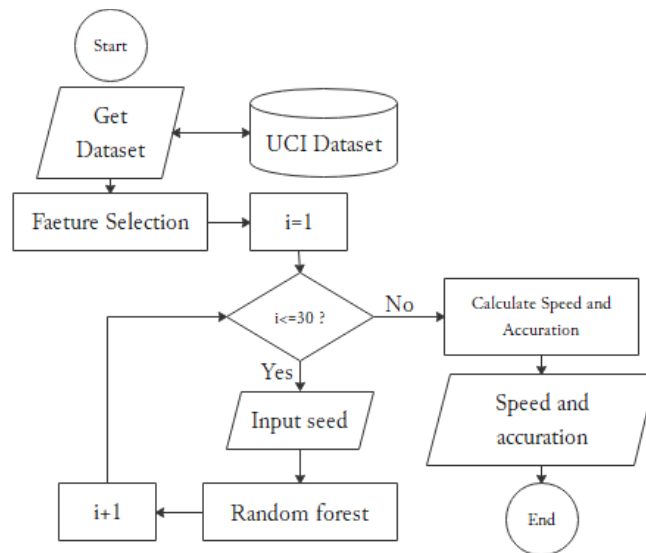 Start
Get
Dataset
UCI Dataset
Faeture Selection
i=1
i<=30 ?
No
Calculate Speed and
Accuration
Yes
Input seed
Speed and
accuration
i+1
Random forest
End